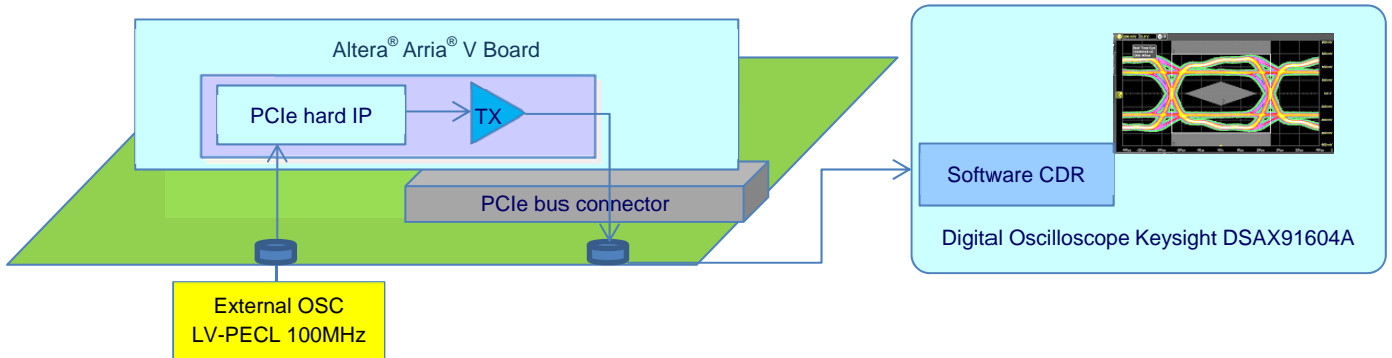 Altera® Arria® V Board
PCIe hard IP
TX
PCIe bus connector
External OSC
LV-PECL 100MHz
Software CDR
Digital Oscilloscope Keysight DSAX91604A